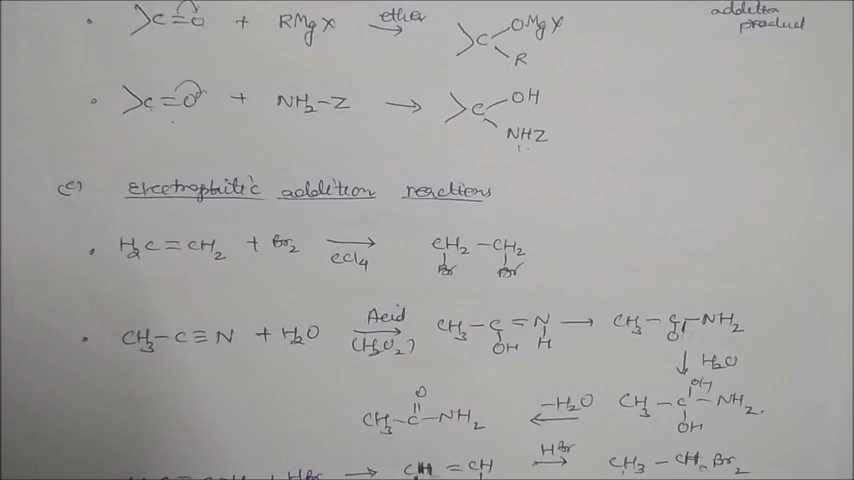 • >C=O + RMgX ether → >C OMgX R
addition product
• >C=O + NH2-Z → >C OH NHZ
(c) Electrophilic addition reactions
• H2C=CH2 + Br2 → CCl4 CH2-CH2 Br Br
• CH3-C≡N + H2O Acid → (H2O2) CH3-C=N OH H → CH3-C-NH2 O
↓ H2O
CH3-C-NH2 O ← -H2O CH3-C-NH2. OH OH
+ HBr → CH=CH HBr → CH3-CH Br2